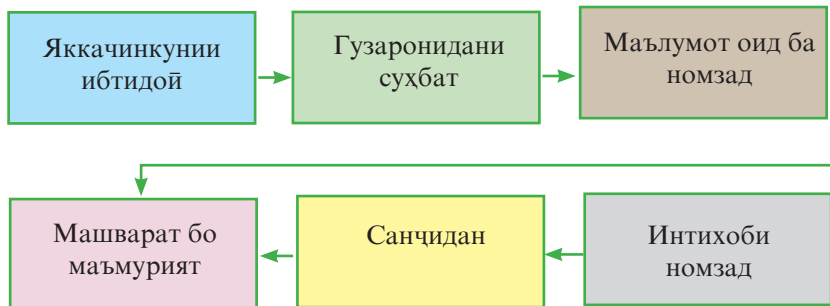 Яккачинкунии
ибтидоӣ
Гузаронидани
суҳбат
Маълумот оид ба
номзад
Машварат бо
маъмурият
Санҷидан
Интихоби
номзад